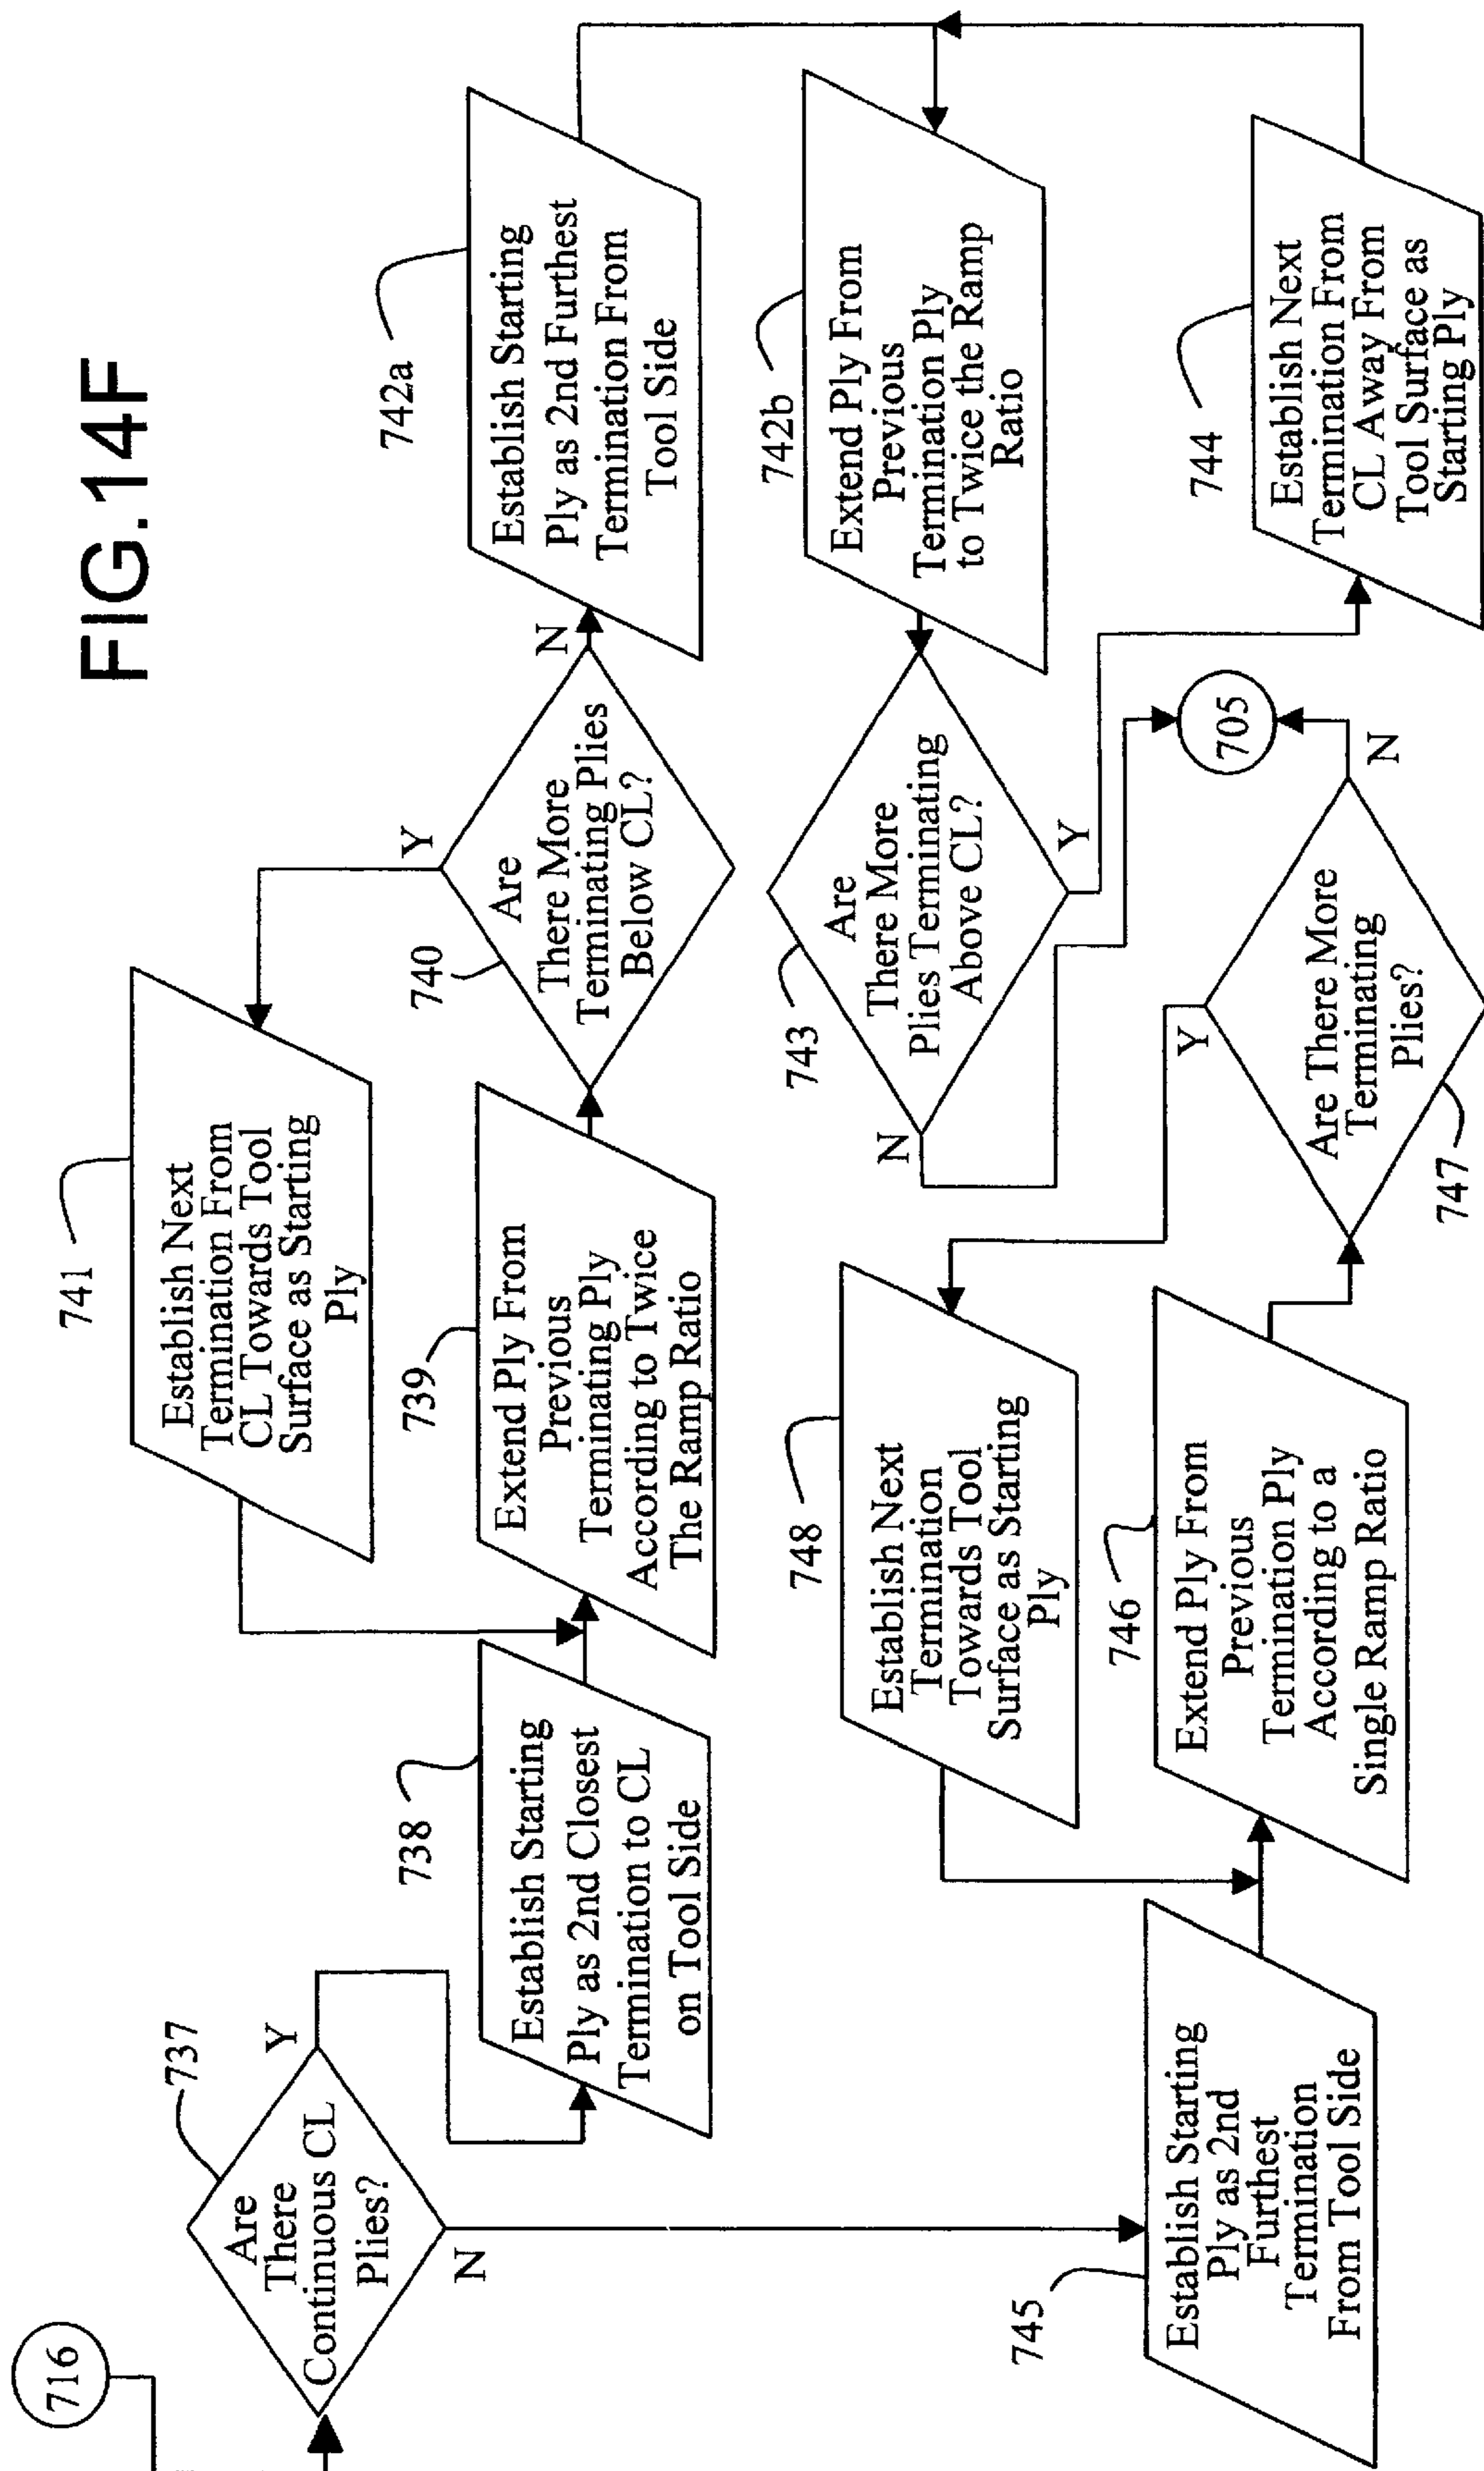 FIG.14F
716
737
Are
There
Continuous CL
Plies?
Y
N
738
Establish Starting
Ply as 2nd Closest
Termination to CL
on Tool Side
741
Establish Next
Termination From
CL Towards Tool
Surface as Starting
Ply
739
Extend Ply From
Previous
Terminating Ply
According to Twice
The Ramp Ratio
740
Are
There More
Terminating Plies
Below CL?
Y
N
742a
Establish Starting
Ply as 2nd Furthest
Termination From
Tool Side
742b
Extend Ply From
Previous
Termination Ply
to Twice the Ramp
Ratio
743
Are
There More
Plies Terminating
Above CL?
N
Y
744
Establish Next
Termination From
CL Away From
Tool Surface as
Starting Ply
705
745
Establish Starting
Ply as 2nd
Furthest
Termination
From Tool Side
748
Establish Next
Termination
Towards Tool
Surface as Starting
Ply
746
Extend Ply From
Previous
Termination Ply
According to a
Single Ramp Ratio
747
Are There More
Terminating
Plies?
Y
N